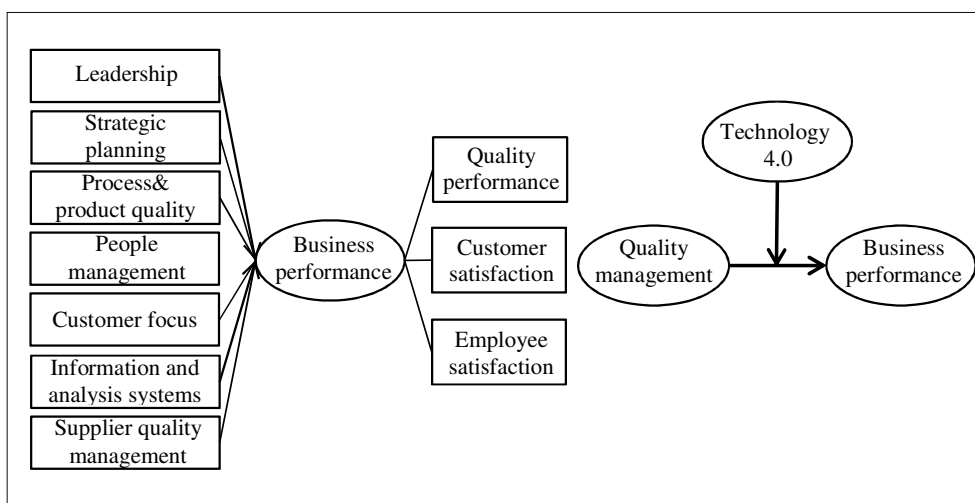 Leadership
Strategic
planning
Process&
product quality
People
management
Customer focus
Information and
analysis systems
Supplier quality
management
Business
performance
Quality
performance
Customer
satisfaction
Employee
satisfaction
Technology
4.0
Quality
management
Business
performance